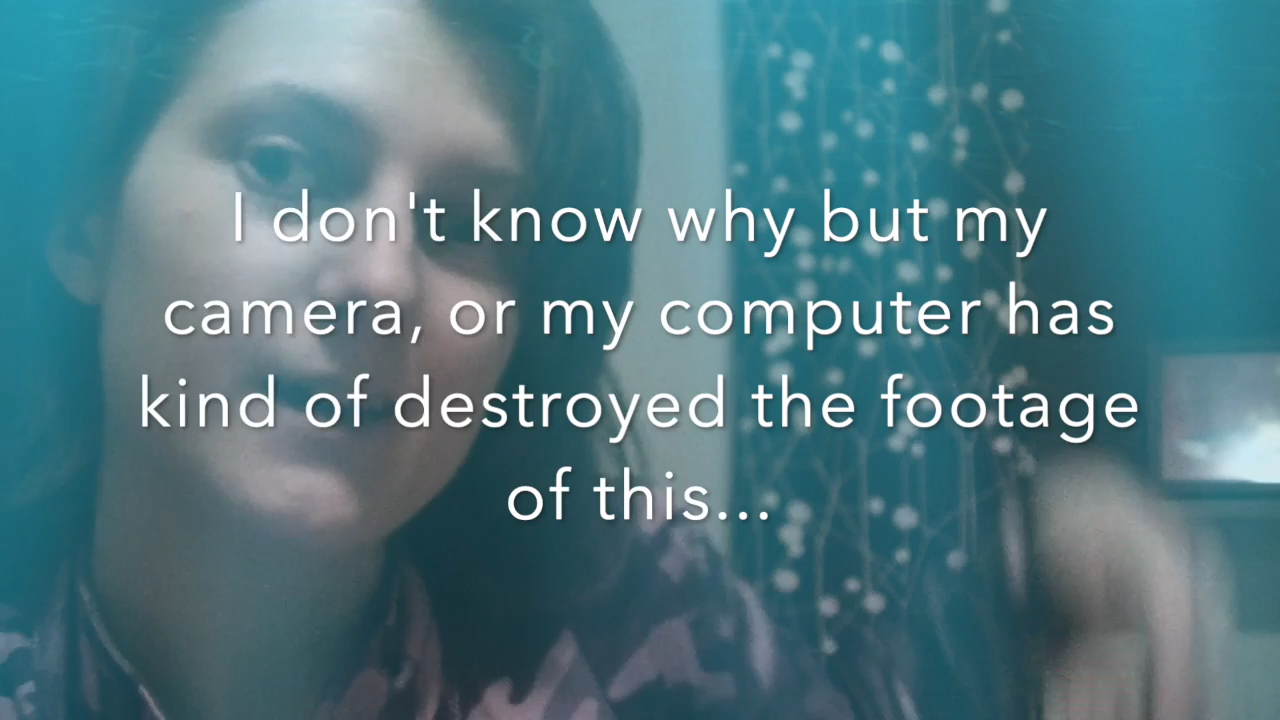 I don't know why but my
camera, or my computer has
kind of destroyed the footage
of this...